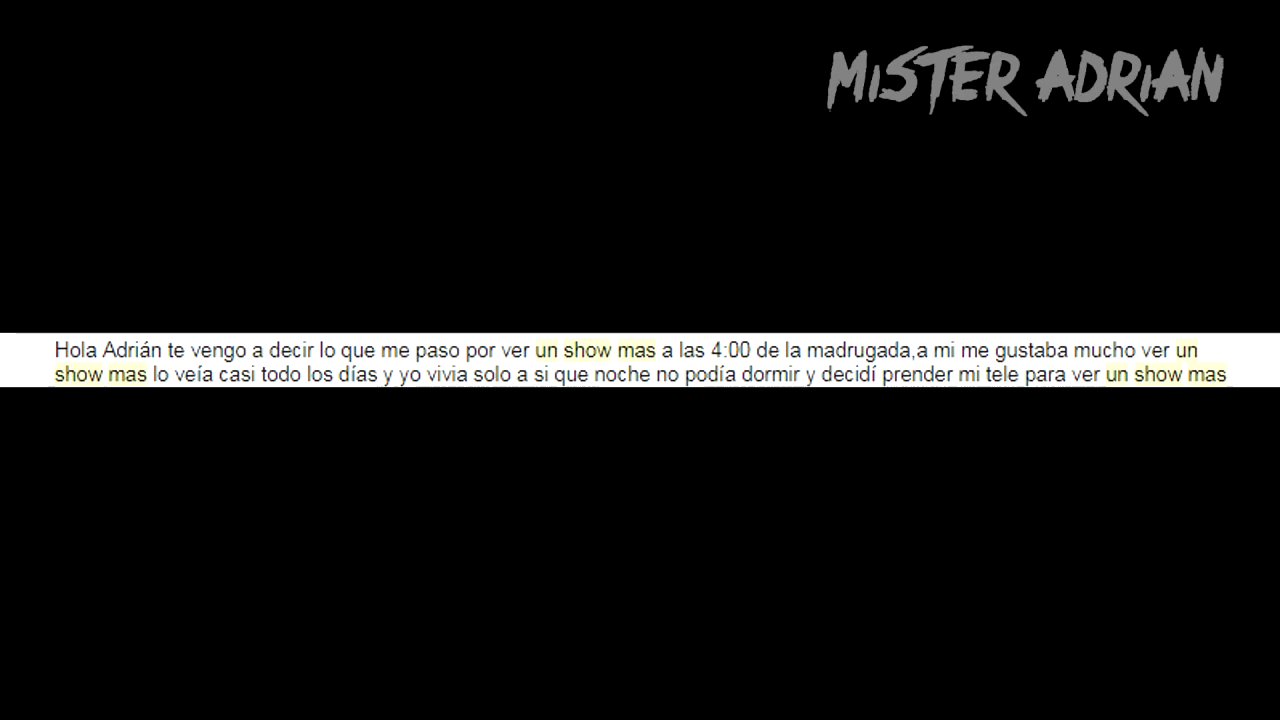 MISTER ADRIAN
Hola Adrián te vengo a decir lo que me paso por ver un show mas a las 4:00 de la madrugada,a mi me gustaba mucho ver un
show mas lo veía casi todo los días y yo vivia solo a si que noche no podía dormir y decidí prender mi tele para ver un show mas